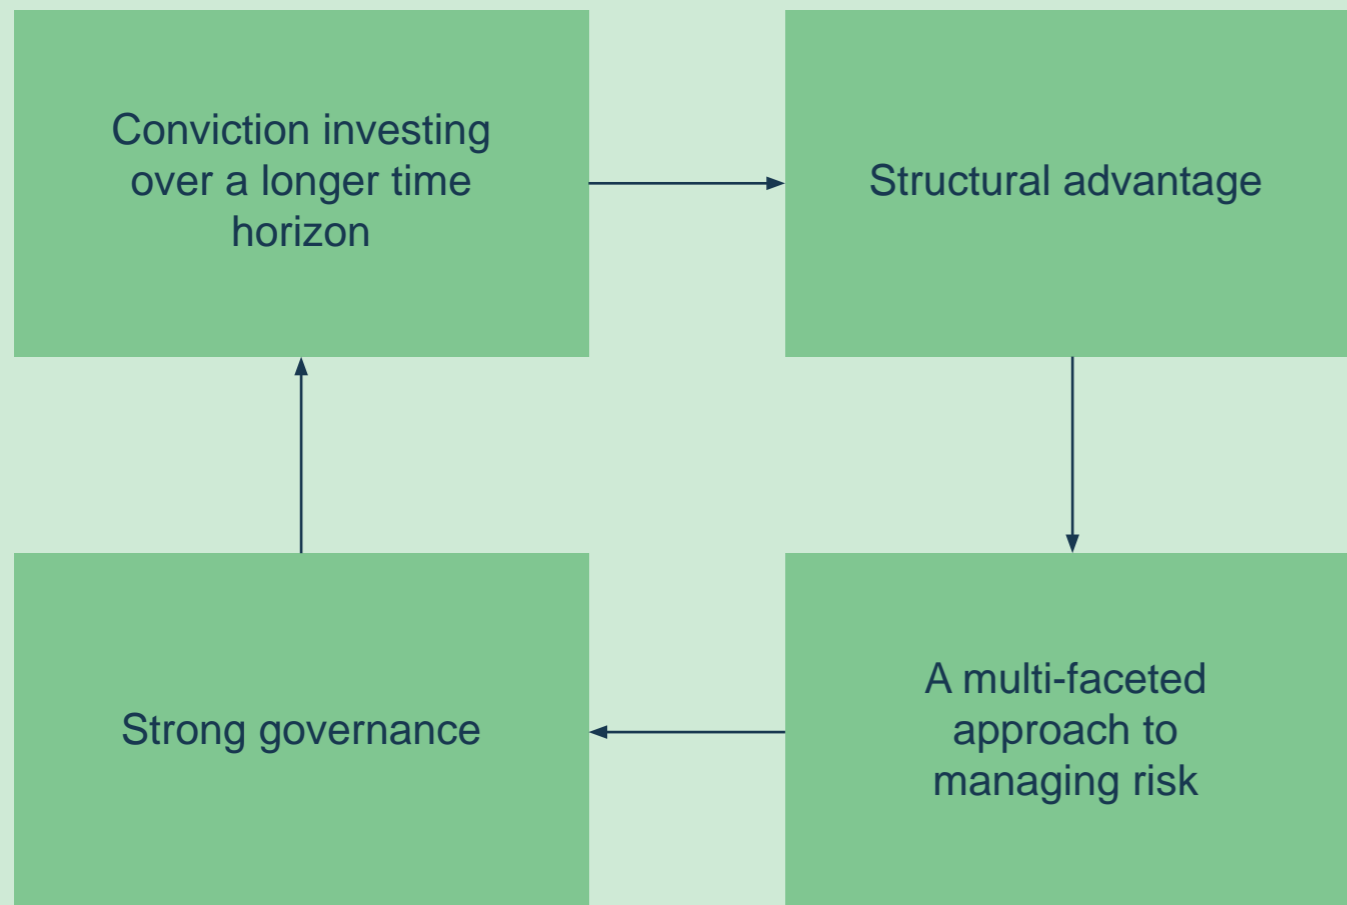 Conviction investing
over a longer time
horizon
Structural advantage
Strong governance
A multi-faceted
approach to
managing risk